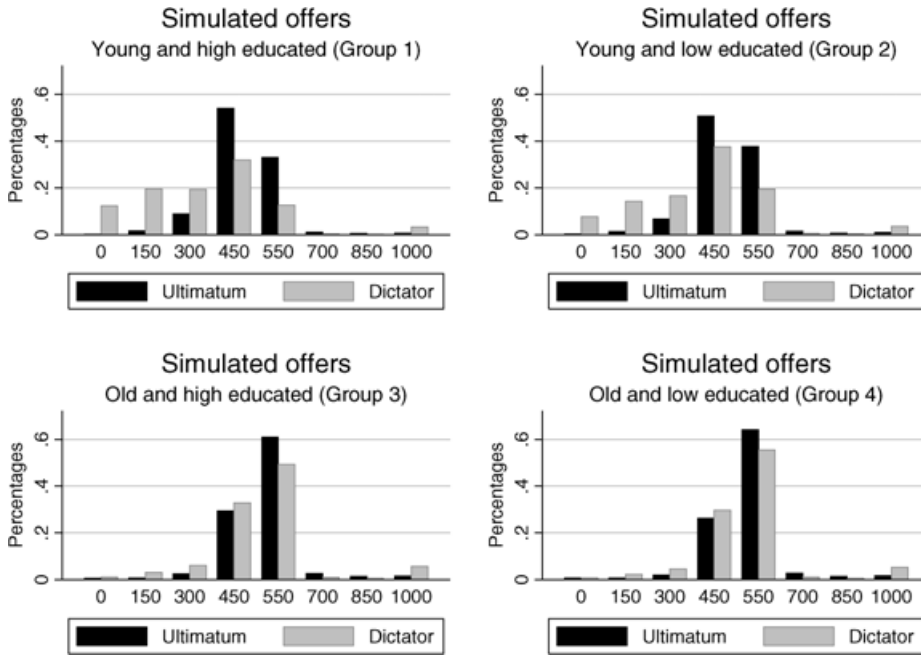 Simulated offers
Young and high educated (Group 1)
Percentages
.6
.4
.2
0
0 150 300 450 550 700 850 1000
Ultimatum Dictator
Simulated offers
Young and low educated (Group 2)
Percentages
.6
.4
.2
0
0 150 300 450 550 700 850 1000
Ultimatum Dictator
Simulated offers
Old and high educated (Group 3)
Percentages
.6
.4
.2
0
0 150 300 450 550 700 850 1000
Ultimatum Dictator
Simulated offers
Old and low educated (Group 4)
Percentages
.6
.4
.2
0
0 150 300 450 550 700 850 1000
Ultimatum Dictator